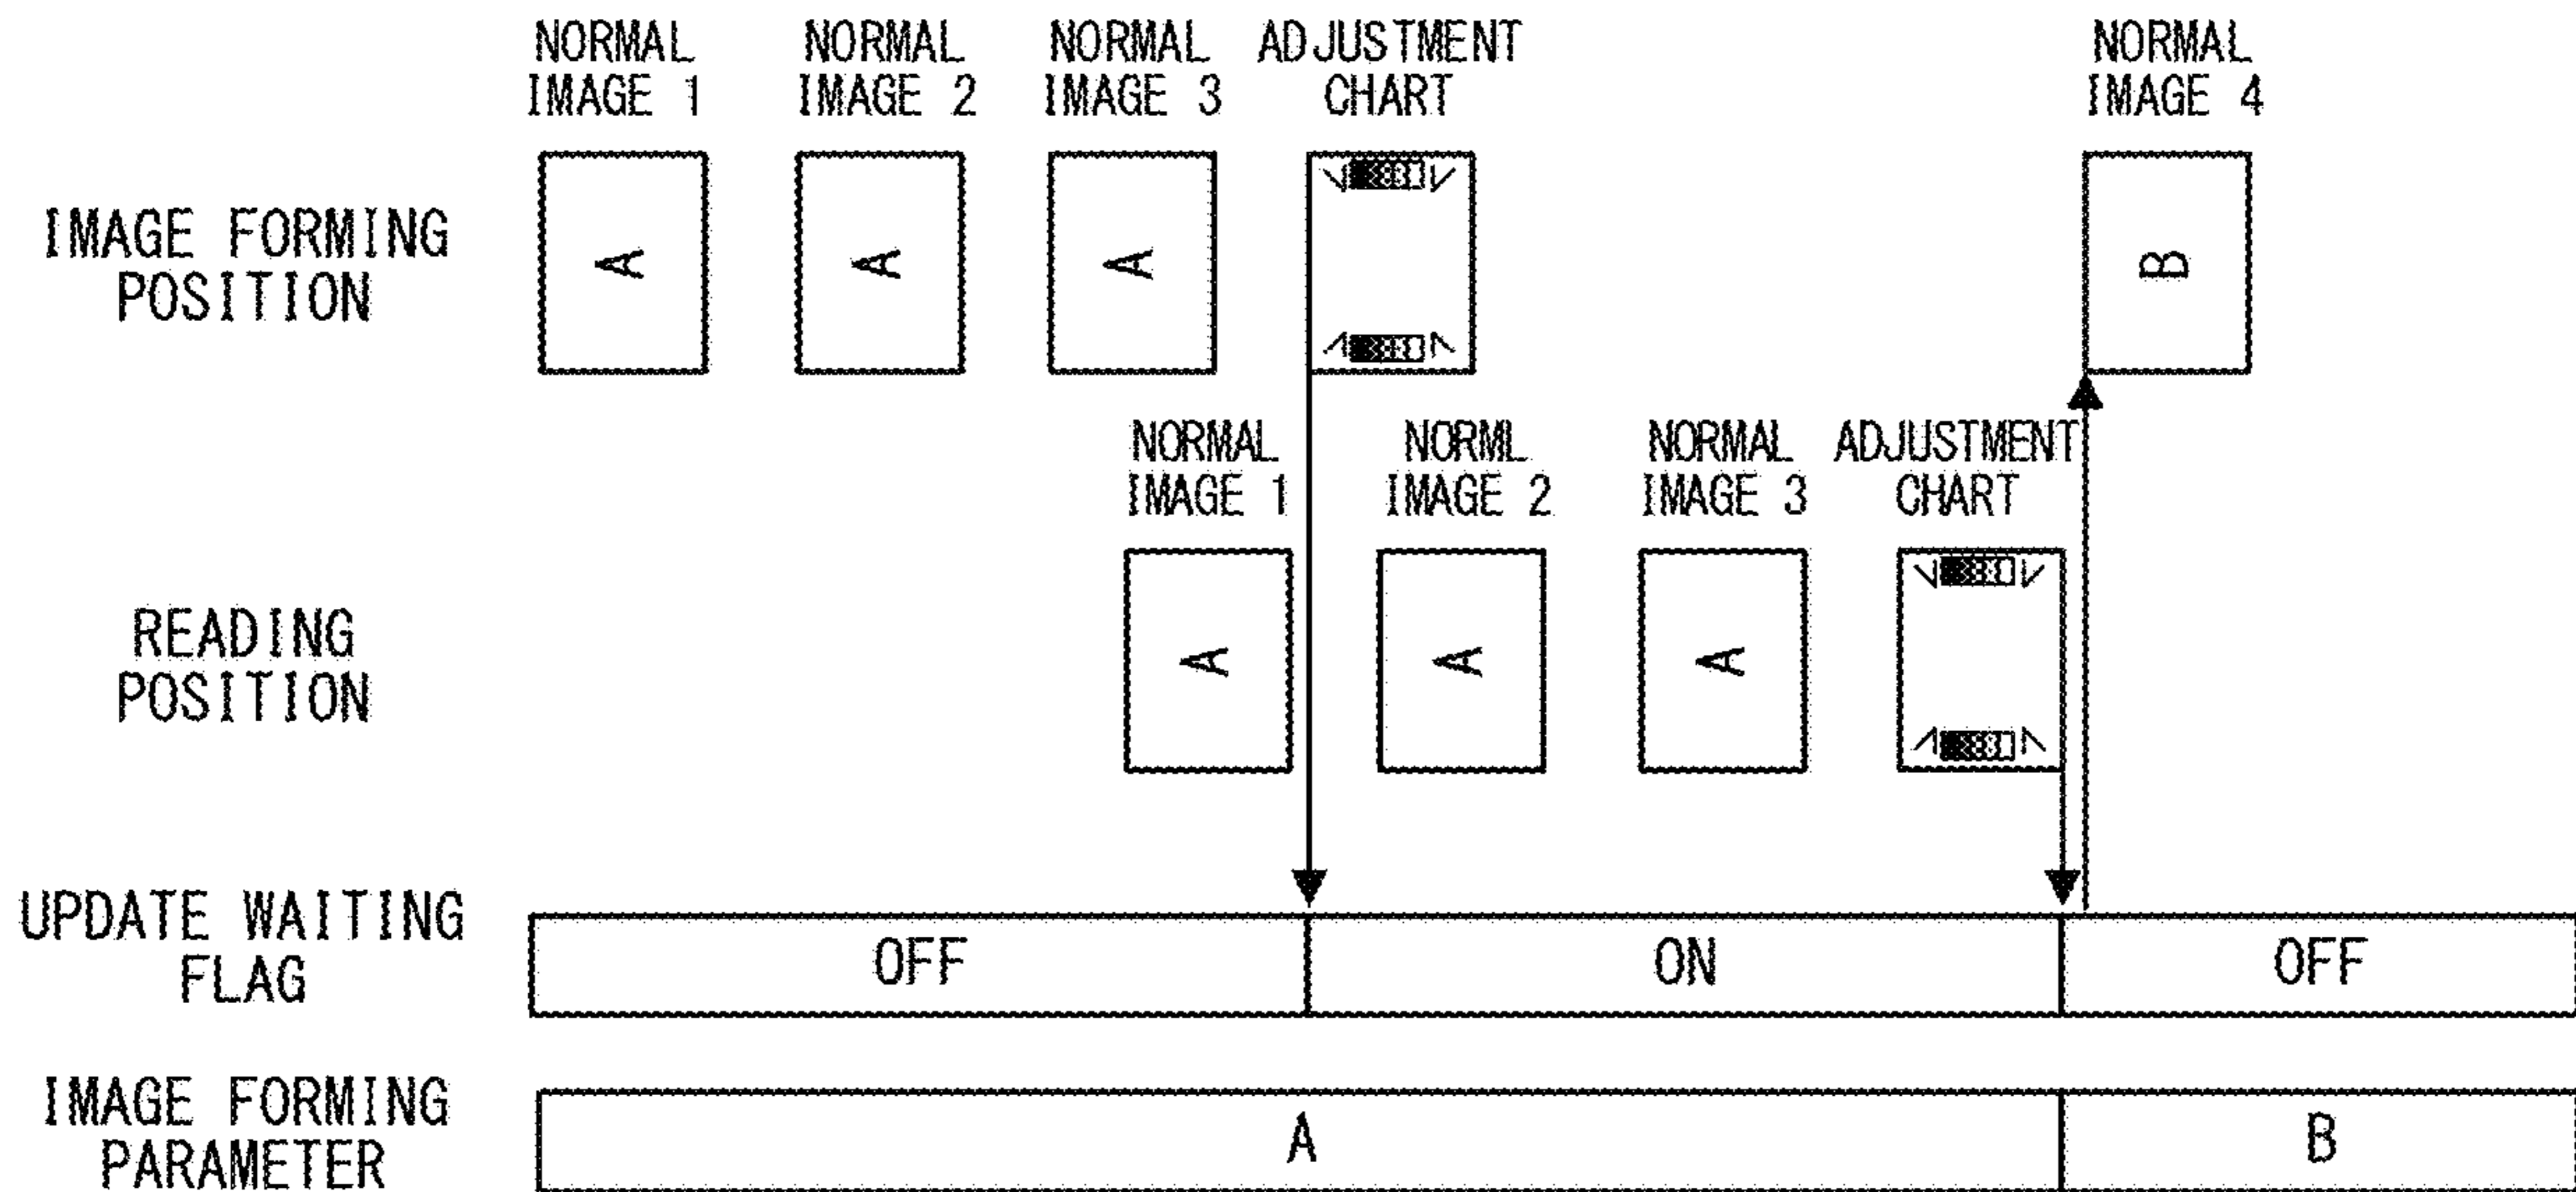 NORMAL
IMAGE 1
NORMAL
IMAGE 2
NORMAL
IMAGE 3
ADJUSTMENT
CHART
NORMAL
IMAGE 4
IMAGE FORMING
POSITION
A
A
A
B
NORMAL
IMAGE 1
NORML
IMAGE 2
NORMAL
IMAGE 3
ADJUSTMENT
CHART
READING
POSITION
A
A
A
UPDATE WAITING
FLAG
OFF
ON
OFF
IMAGE FORMING
PARAMETER
A
B